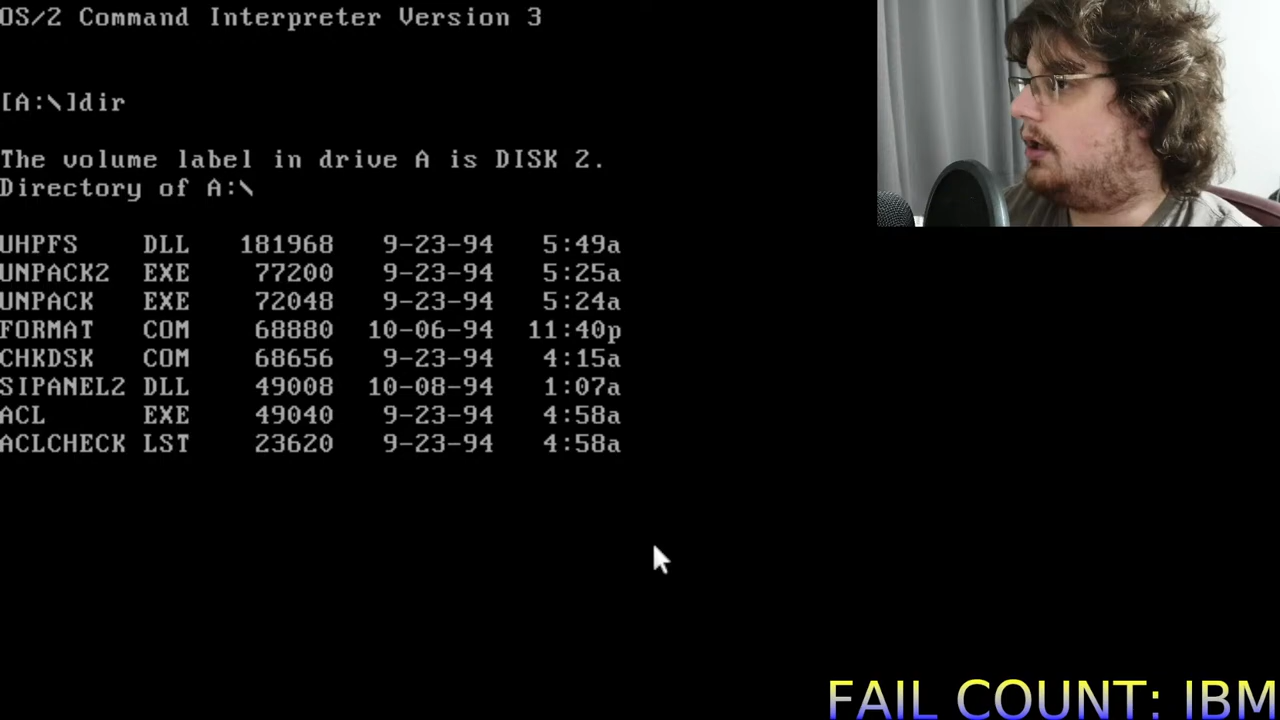 OS/2 Command Interpreter Version 3
[A:\]dir
The volume label in drive A is DISK 2.
Directory of A:\
UHPFS DLL 181968 9-23-94 5:49a
UNPACK2 EXE 77200 9-23-94 5:25a
UNPACK EXE 72048 9-23-94 5:24a
FORMAT COM 68880 10-06-94 11:40p
CHKDSK COM 68656 9-23-94 4:15a
SIPANEL2 DLL 49008 10-08-94 1:07a
ACL EXE 49040 9-23-94 4:58a
ACLCHECK LST 23620 9-23-94 4:58a
FAIL COUNT: IBM